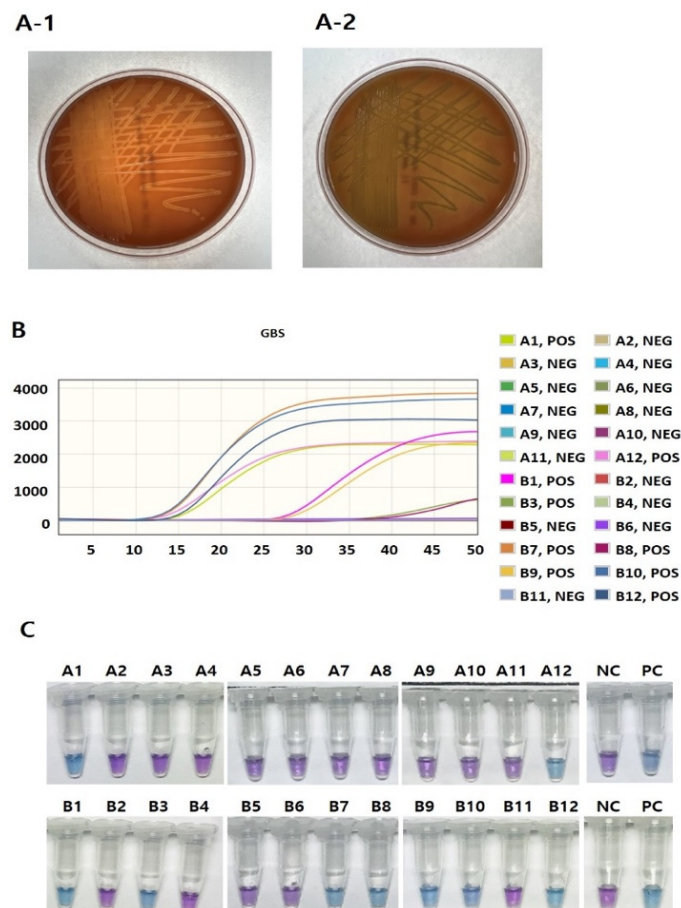 A-1 A-2
B
GBS
4000
3000
2000
1000
0
5 10 15 20 25 30 35 40 45 50
A1, POS A2, NEG
A3, NEG A4, NEG
A5, NEG A6, NEG
A7, NEG A8, NEG
A9, NEG A10, NEG
A11, NEG A12, POS
B1, POS B2, NEG
B3, POS B4, NEG
B5, NEG B6, NEG
B7, POS B8, POS
B9, POS B10, POS
B11, NEG B12, POS
C
A1 A2 A3 A4 A5 A6 A7 A8 A9 A10 A11 A12 NC PC
B1 B2 B3 B4 B5 B6 B7 B8 B9 B10 B11 B12 NC PC